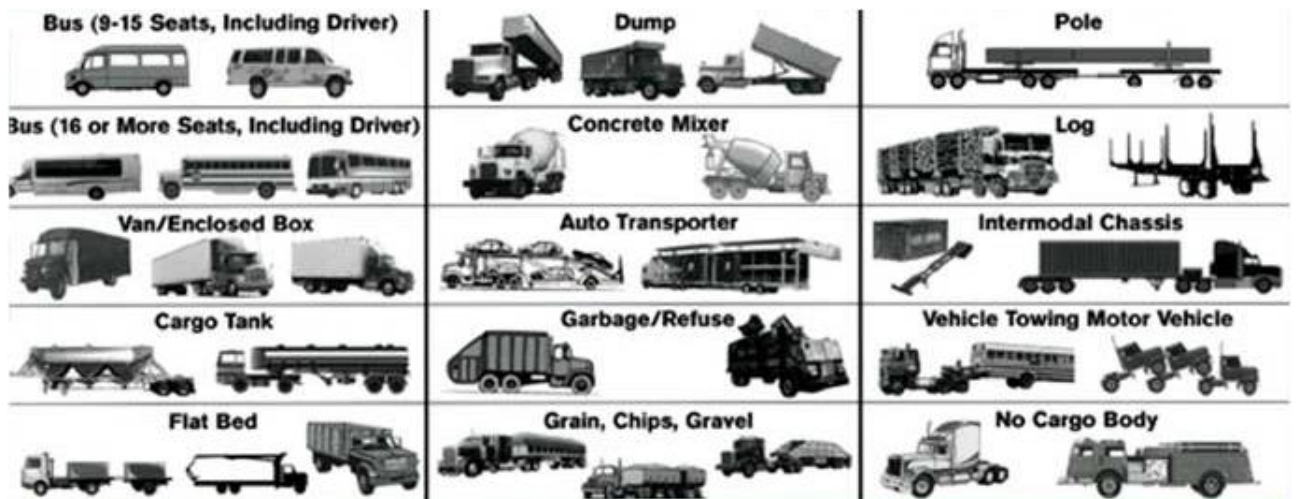 Bus (9-15 Seats, Including Driver)
Dump
Pole
Bus (16 or More Seats, Including Driver)
Concrete Mixer
Log
Van/Enclosed Box
Auto Transporter
Intermodal Chassis
Cargo Tank
Garbage/Refuse
Vehicle Towing Motor Vehicle
Flat Bed
Grain, Chips, Gravel
No Cargo Body